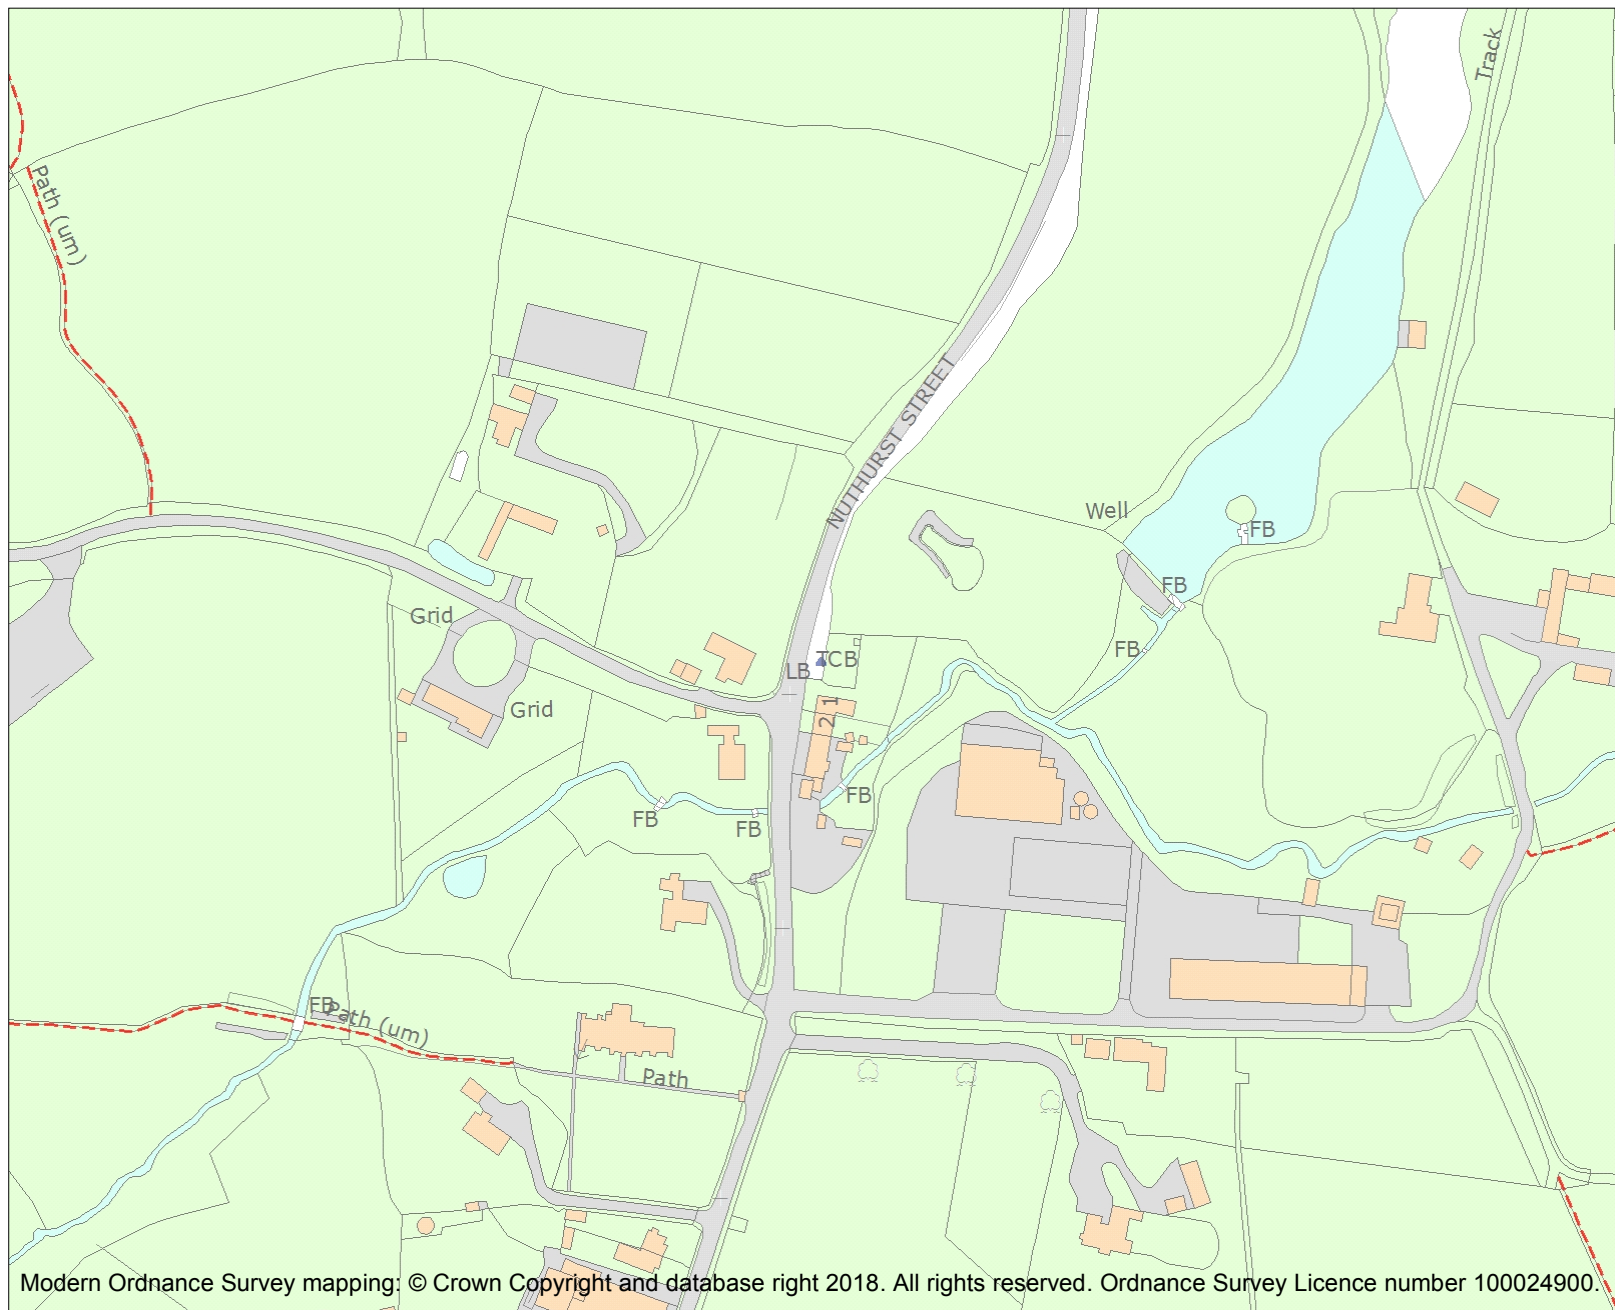 Track
Path (um)
NUTHURST STREET
Well
FB
FB
Grid
FB
TCB
LB
Grid
2 1
FB
FB
FB
FB
Path (um)
Path
Modern Ordnance Survey mapping: © Crown Copyright and database right 2018. All rights reserved. Ordnance Survey Licence number 100024900.